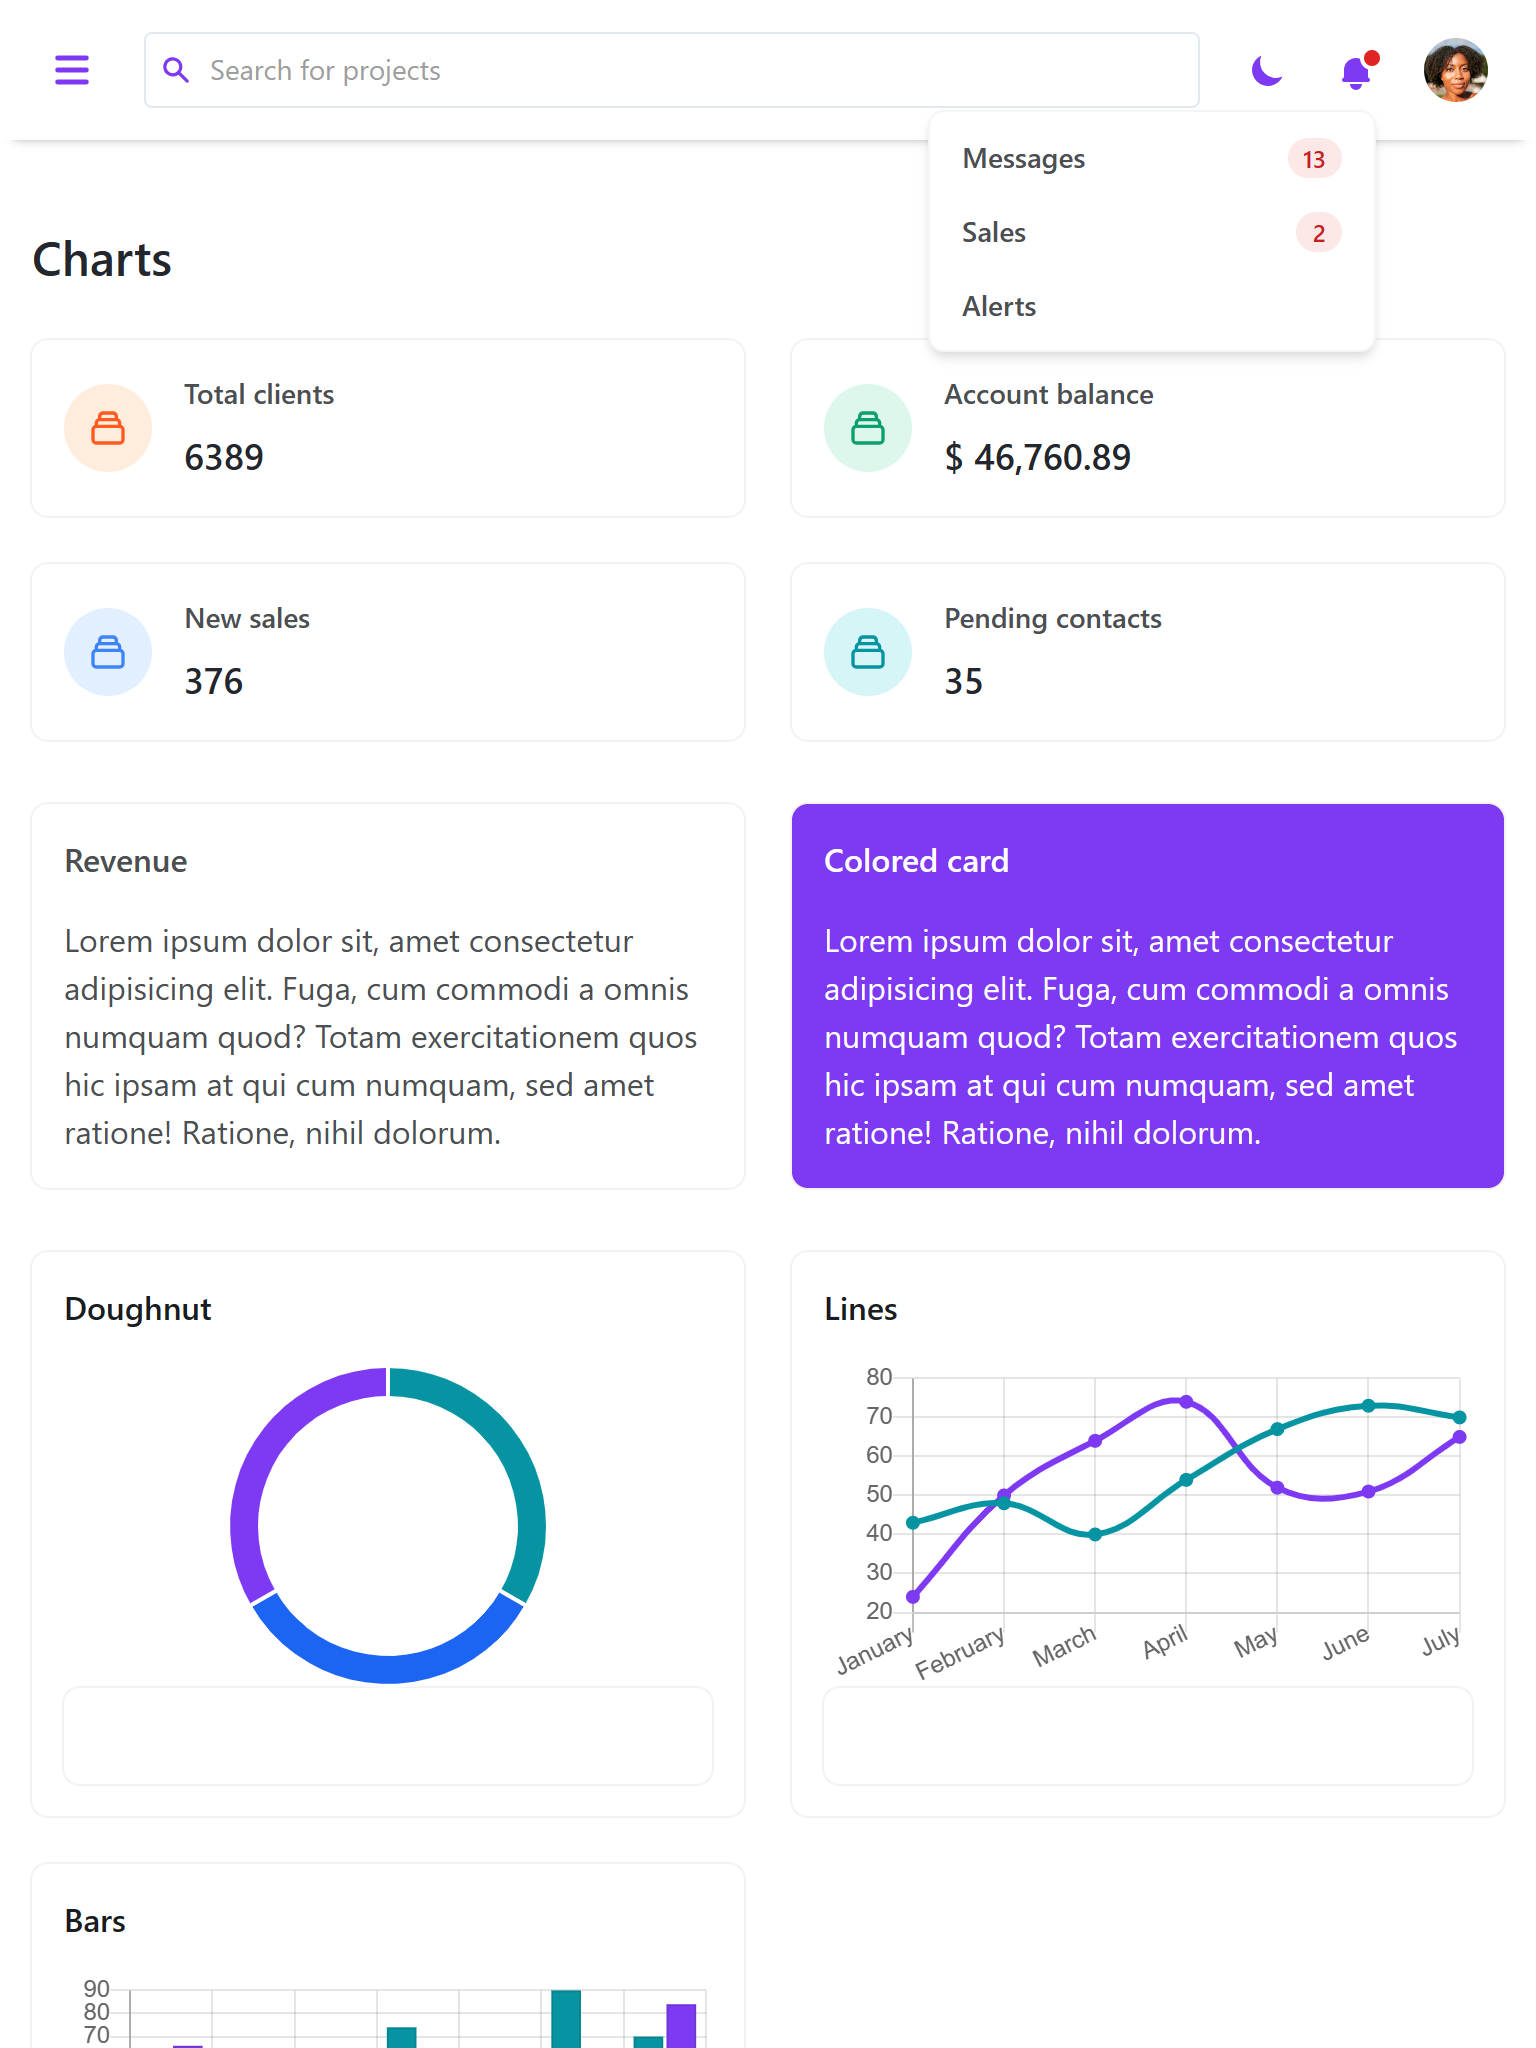 Search for projects
Messages 13
Sales 2
Alerts
Charts
Total clients
6389
Account balance
$ 46,760.89
New sales
376
Pending contacts
35
Revenue
Lorem ipsum dolor sit, amet consectetur
adipisicing elit. Fuga, cum commodi a omnis
numquam quod? Totam exercitationem quos
hic ipsam at qui cum numquam, sed amet
ratione! Ratione, nihil dolorum.
Colored card
Lorem ipsum dolor sit, amet consectetur
adipisicing elit. Fuga, cum commodi a omnis
numquam quod? Totam exercitationem quos
hic ipsam at qui cum numquam, sed amet
ratione! Ratione, nihil dolorum.
Doughnut
Lines
80
70
60
50
40
30
20
January February March April May June July
Bars
90
80
70